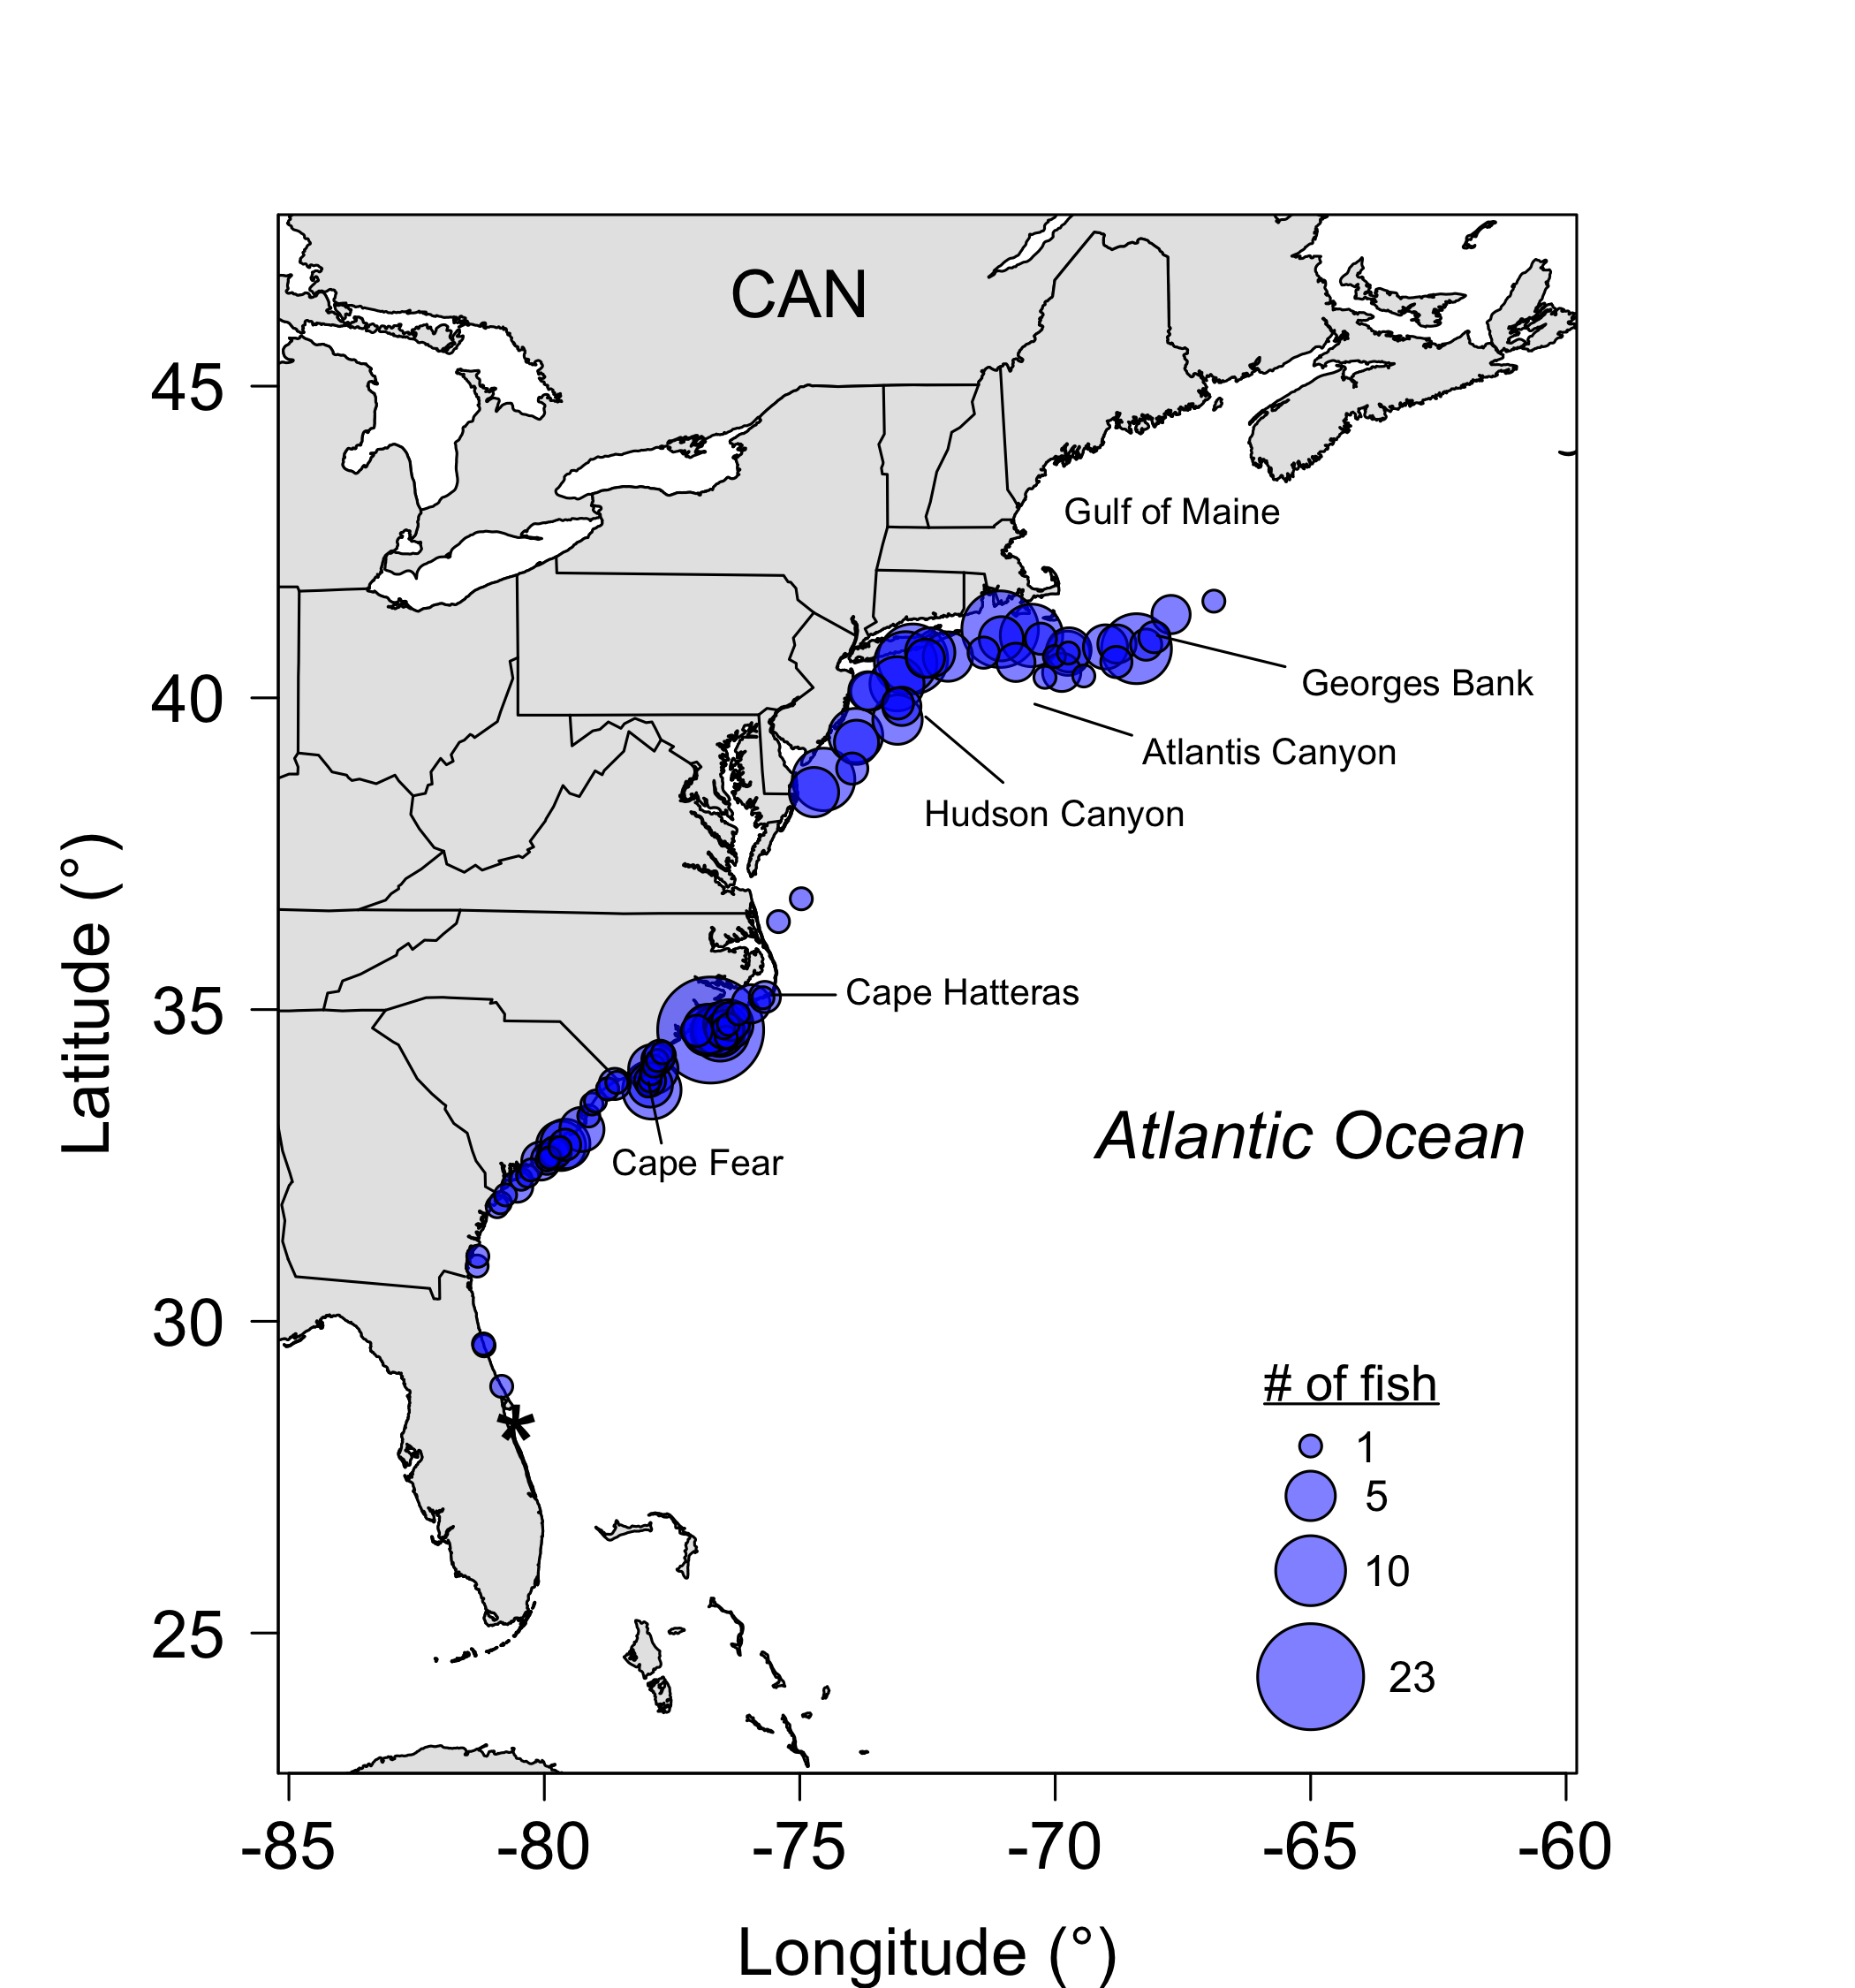 CAN
45
Gulf of Maine
Georges Bank
40
Atlantis Canyon
Hudson Canyon
Latitude (°)
35
Cape Hatteras
Atlantic Ocean
Cape Fear
30
# of fish
*
1
5
10
25
23
-85 -80 -75 -70 -65 -60
Longitude (°)